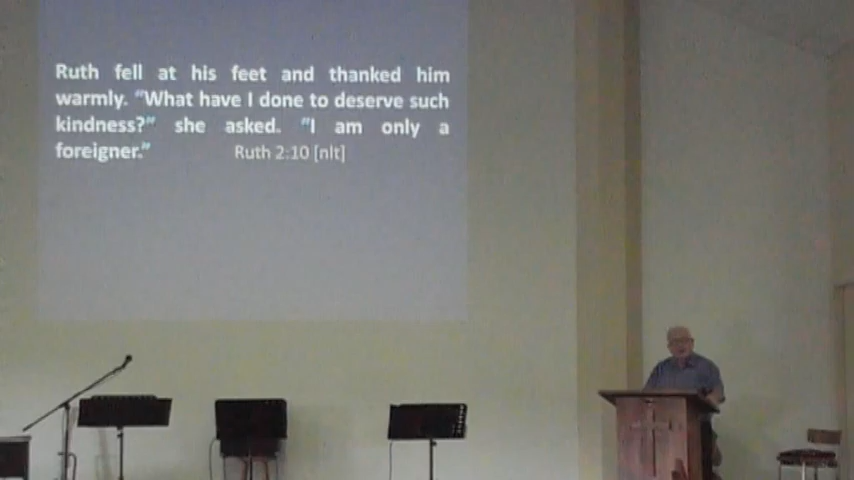 Ruth fell at his feet and thanked him
warmly. "What have I done to deserve such
kindness?" she asked. "I am only a
foreigner." Ruth 2:10 [nlt]